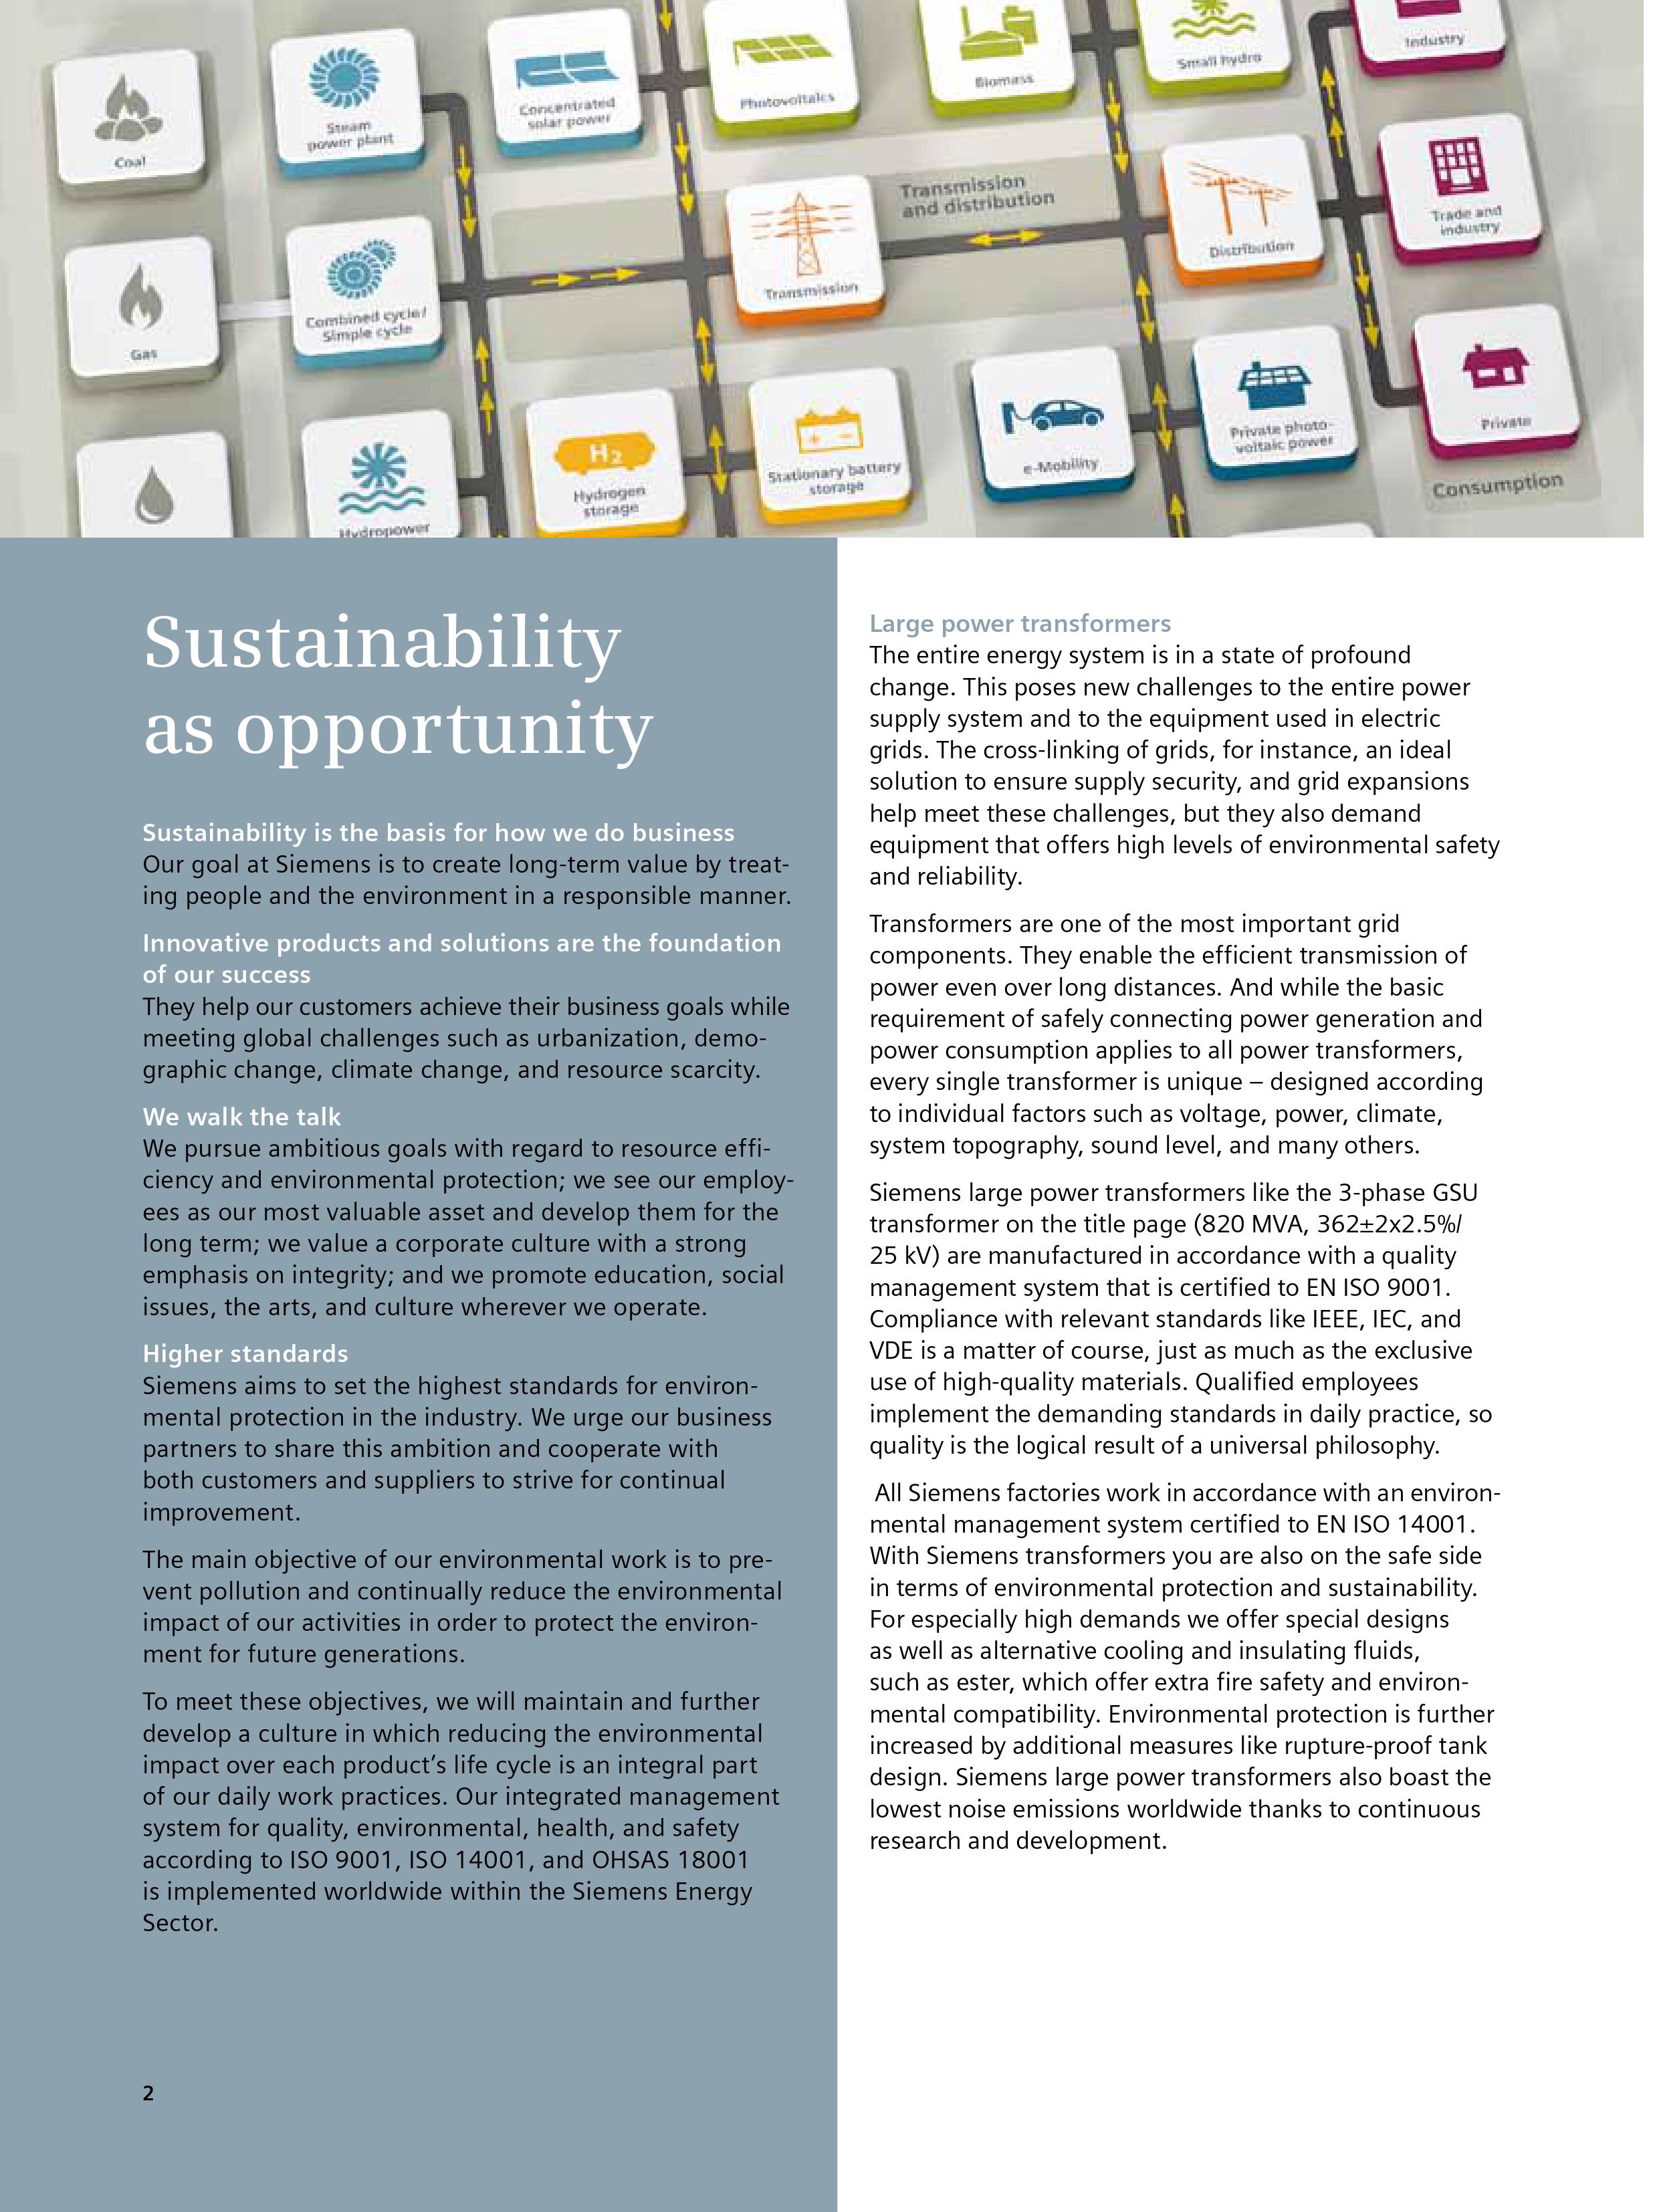 Coal
Steam
power plant
Concentrated
solar power
Photovoltaics
Biomass
Small hydro
Industry
Gas
Combined cycle/
Simple cycle
Transmission
Transmission
and distribution
Distribution
Trade and
industry
Hydropower
H2
Hydrogen
storage
Stationary battery
storage
e-Mobility
Private photo-
voltaic power
Private
Consumption
Sustainability
as opportunity
Sustainability is the basis for how we do business
Our goal at Siemens is to create long-term value by treat-
ing people and the environment in a responsible manner.
Innovative products and solutions are the foundation
of our success
They help our customers achieve their business goals while
meeting global challenges such as urbanization, demo-
graphic change, climate change, and resource scarcity.
We walk the talk
We pursue ambitious goals with regard to resource effi-
ciency and environmental protection; we see our employ-
ees as our most valuable asset and develop them for the
long term; we value a corporate culture with a strong
emphasis on integrity; and we promote education, social
issues, the arts, and culture wherever we operate.
Higher standards
Siemens aims to set the highest standards for environ-
mental protection in the industry. We urge our business
partners to share this ambition and cooperate with
both customers and suppliers to strive for continual
improvement.
The main objective of our environmental work is to pre-
vent pollution and continually reduce the environmental
impact of our activities in order to protect the environ-
ment for future generations.
To meet these objectives, we will maintain and further
develop a culture in which reducing the environmental
impact over each product’s life cycle is an integral part
of our daily work practices. Our integrated management
system for quality, environmental, health, and safety
according to ISO 9001, ISO 14001, and OHSAS 18001
is implemented worldwide within the Siemens Energy
Sector.
Large power transformers
The entire energy system is in a state of profound
change. This poses new challenges to the entire power
supply system and to the equipment used in electric
grids. The cross-linking of grids, for instance, an ideal
solution to ensure supply security, and grid expansions
help meet these challenges, but they also demand
equipment that offers high levels of environmental safety
and reliability.
Transformers are one of the most important grid
components. They enable the efficient transmission of
power even over long distances. And while the basic
requirement of safely connecting power generation and
power consumption applies to all power transformers,
every single transformer is unique – designed according
to individual factors such as voltage, power, climate,
system topography, sound level, and many others.
Siemens large power transformers like the 3-phase GSU
transformer on the title page (820 MVA, 362±2x2.5%/
25 kV) are manufactured in accordance with a quality
management system that is certified to EN ISO 9001.
Compliance with relevant standards like IEEE, IEC, and
VDE is a matter of course, just as much as the exclusive
use of high-quality materials. Qualified employees
implement the demanding standards in daily practice, so
quality is the logical result of a universal philosophy.
All Siemens factories work in accordance with an environ-
mental management system certified to EN ISO 14001.
With Siemens transformers you are also on the safe side
in terms of environmental protection and sustainability.
For especially high demands we offer special designs
as well as alternative cooling and insulating fluids,
such as ester, which offer extra fire safety and environ-
mental compatibility. Environmental protection is further
increased by additional measures like rupture-proof tank
design. Siemens large power transformers also boast the
lowest noise emissions worldwide thanks to continuous
research and development.
2